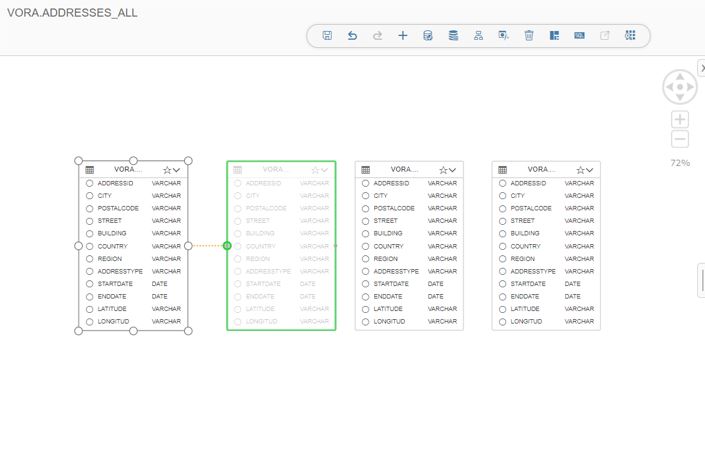 VORA.ADDRESSES_ALL
SQL
72%
VORA...
ADDRESSID VARCHAR
CITY VARCHAR
POSTALCODE VARCHAR
STREET VARCHAR
BUILDING VARCHAR
COUNTRY VARCHAR
REGION VARCHAR
ADDRESSTYPE VARCHAR
STARTDATE DATE
ENDDATE DATE
LATITUDE VARCHAR
LONGITUD VARCHAR
VORA...
ADDRESSID VARCHAR
CITY VARCHAR
POSTALCODE VARCHAR
STREET VARCHAR
BUILDING VARCHAR
COUNTRY VARCHAR
REGION VARCHAR
ADDRESSTYPE VARCHAR
STARTDATE DATE
ENDDATE DATE
LATITUDE VARCHAR
LONGITUD VARCHAR
VORA...
ADDRESSID VARCHAR
CITY VARCHAR
POSTALCODE VARCHAR
STREET VARCHAR
BUILDING VARCHAR
COUNTRY VARCHAR
REGION VARCHAR
ADDRESSTYPE VARCHAR
STARTDATE DATE
ENDDATE DATE
LATITUDE VARCHAR
LONGITUD VARCHAR
VORA...
ADDRESSID VARCHAR
CITY VARCHAR
POSTALCODE VARCHAR
STREET VARCHAR
BUILDING VARCHAR
COUNTRY VARCHAR
REGION VARCHAR
ADDRESSTYPE VARCHAR
STARTDATE DATE
ENDDATE DATE
LATITUDE VARCHAR
LONGITUD VARCHAR